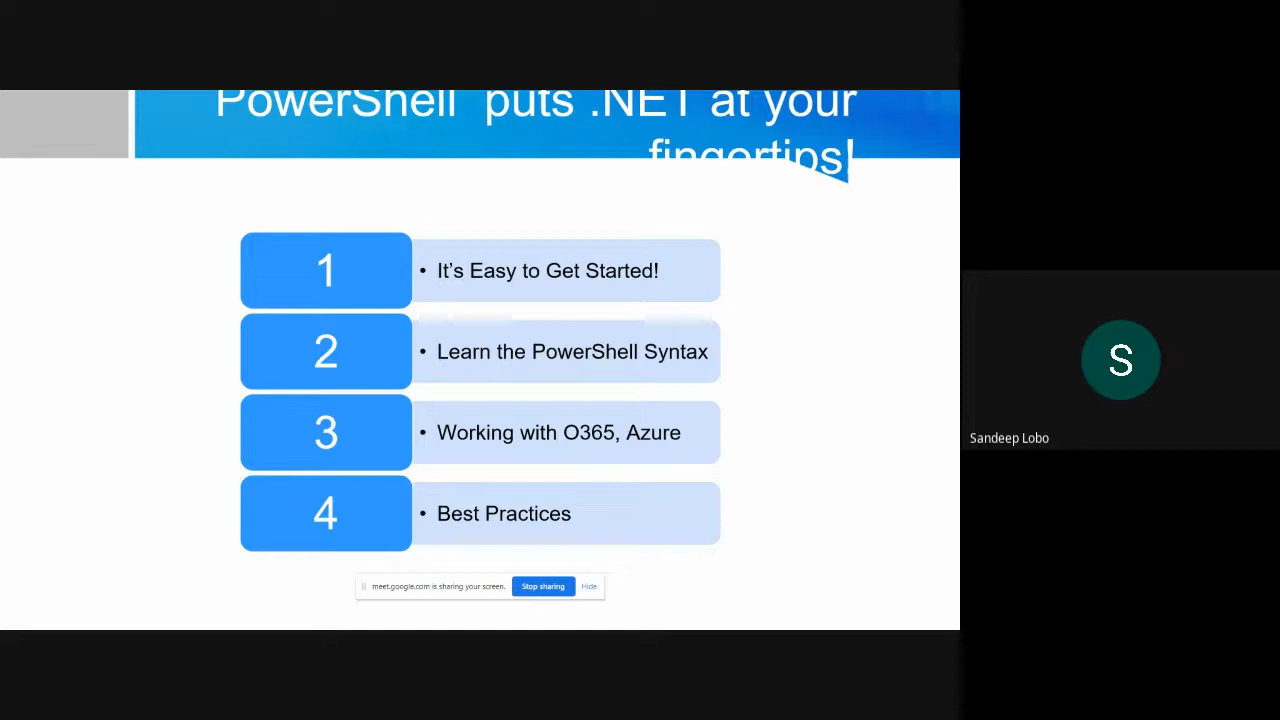 PowerShell puts .NET at your
fingertips!
1
• It’s Easy to Get Started!
2
• Learn the PowerShell Syntax
3
• Working with O365, Azure
4
• Best Practices
meet.google.com is sharing your screen. Stop sharing Hide
S
Sandeep Lobo